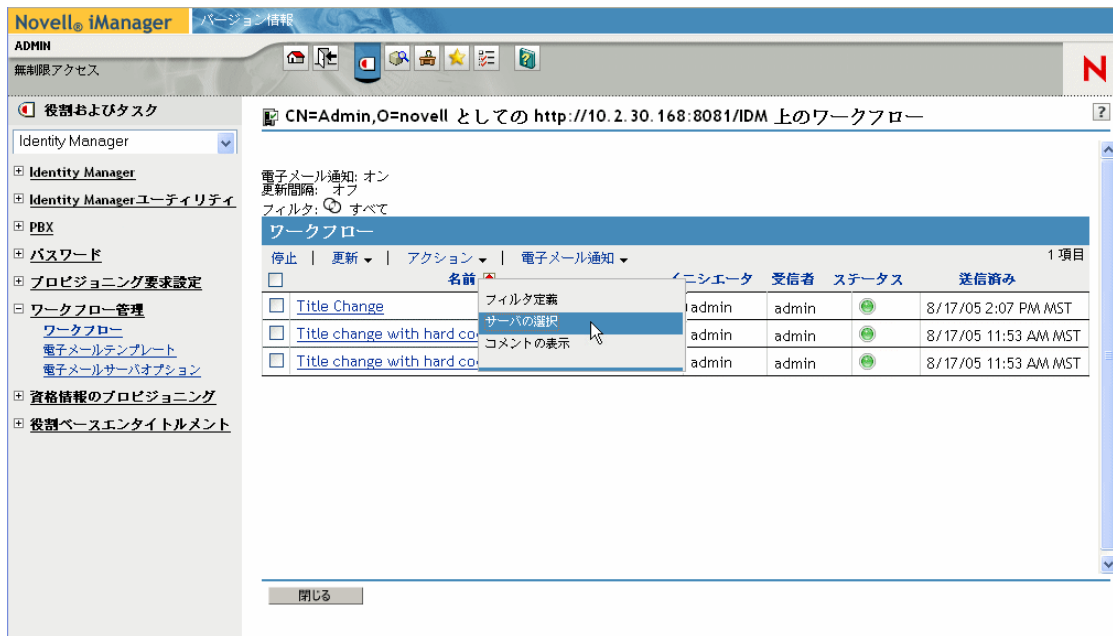 Novell® iManager バージョン情報
ADMIN
無制限アクセス
N
役割およびタスク
Identity Manager
Identity Manager
Identity Managerユーティリティ
PBX
パスワード
プロビジョニング要求設定
ワークフロー管理
ワークフロー
電子メールテンプレート
電子メールサーバオプション
資格情報のプロビジョニング
役割ベースエンタイトルメント
CN=Admin,O=novell としての http://10.2.30.168:8081/IDM 上のワークフロー
?
電子メール通知: オン
更新間隔: オフ
フィルタ: すべて
ワークフロー
停止 | 更新 | アクション | 電子メール通知
1 項目
名前 イニシエータ 受信者 ステータス 送信済み
フィルタ定義
サーバの選択
コメントの表示
Title Change admin admin 8/17/05 2:07 PM MST
Title change with hard co admin admin 8/17/05 11:53 AM MST
Title change with hard co admin admin 8/17/05 11:53 AM MST
閉じる